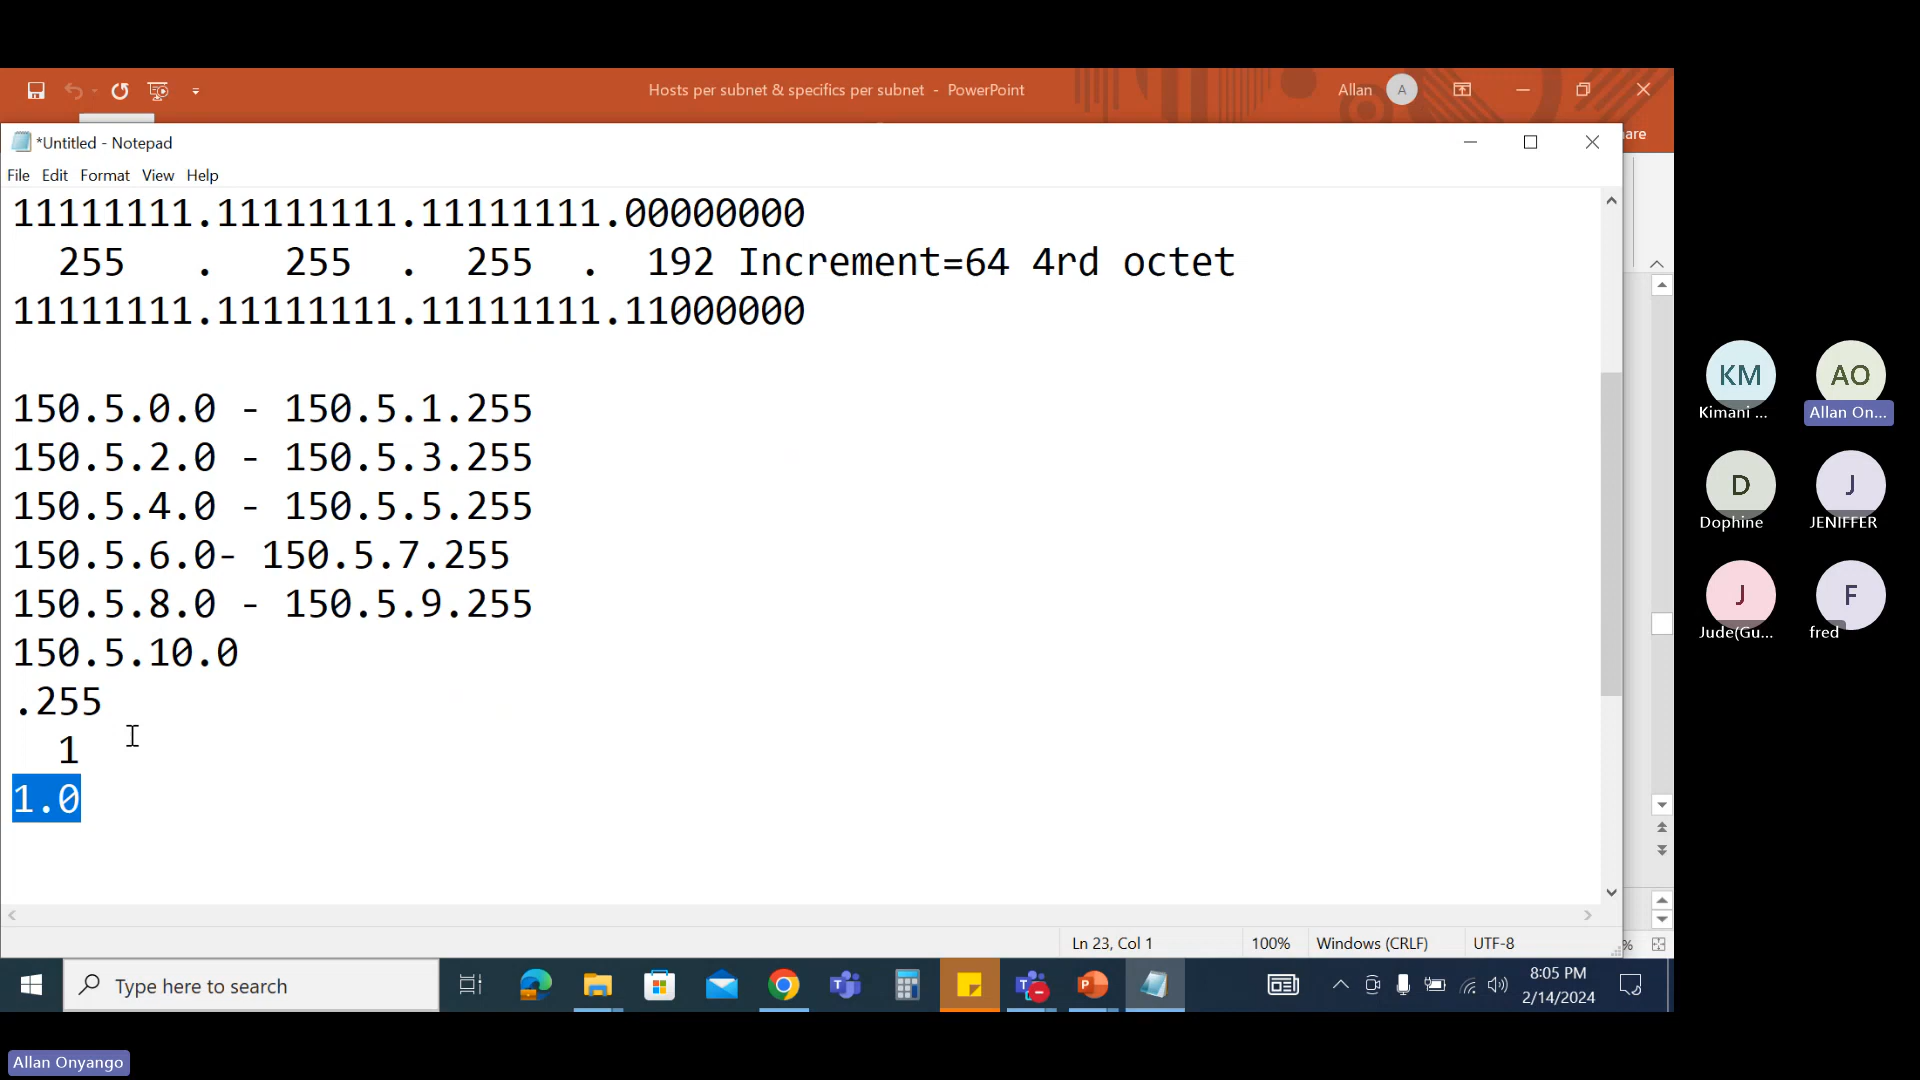 Hosts per subnet & specifics per subnet - PowerPoint
Allan
A
are
*Untitled - Notepad
File Edit Format View Help
11111111.11111111.11111111.00000000
255 . 255 . 255 . 192 Increment=64 4rd octet
11111111.11111111.11111111.11000000
150.5.0.0 - 150.5.1.255
150.5.2.0 - 150.5.3.255
150.5.4.0 - 150.5.5.255
150.5.6.0- 150.5.7.255
150.5.8.0 - 150.5.9.255
150.5.10.0
.255
1
1.0
Ln 23, Col 1
100%
Windows (CRLF)
UTF-8
%
Type here to search
8:05 PM
2/14/2024
KM
Kimani ...
AO
Allan On...
D
Dophine
J
JENIFFER
J
Jude(Gu...
F
fred
Allan Onyango